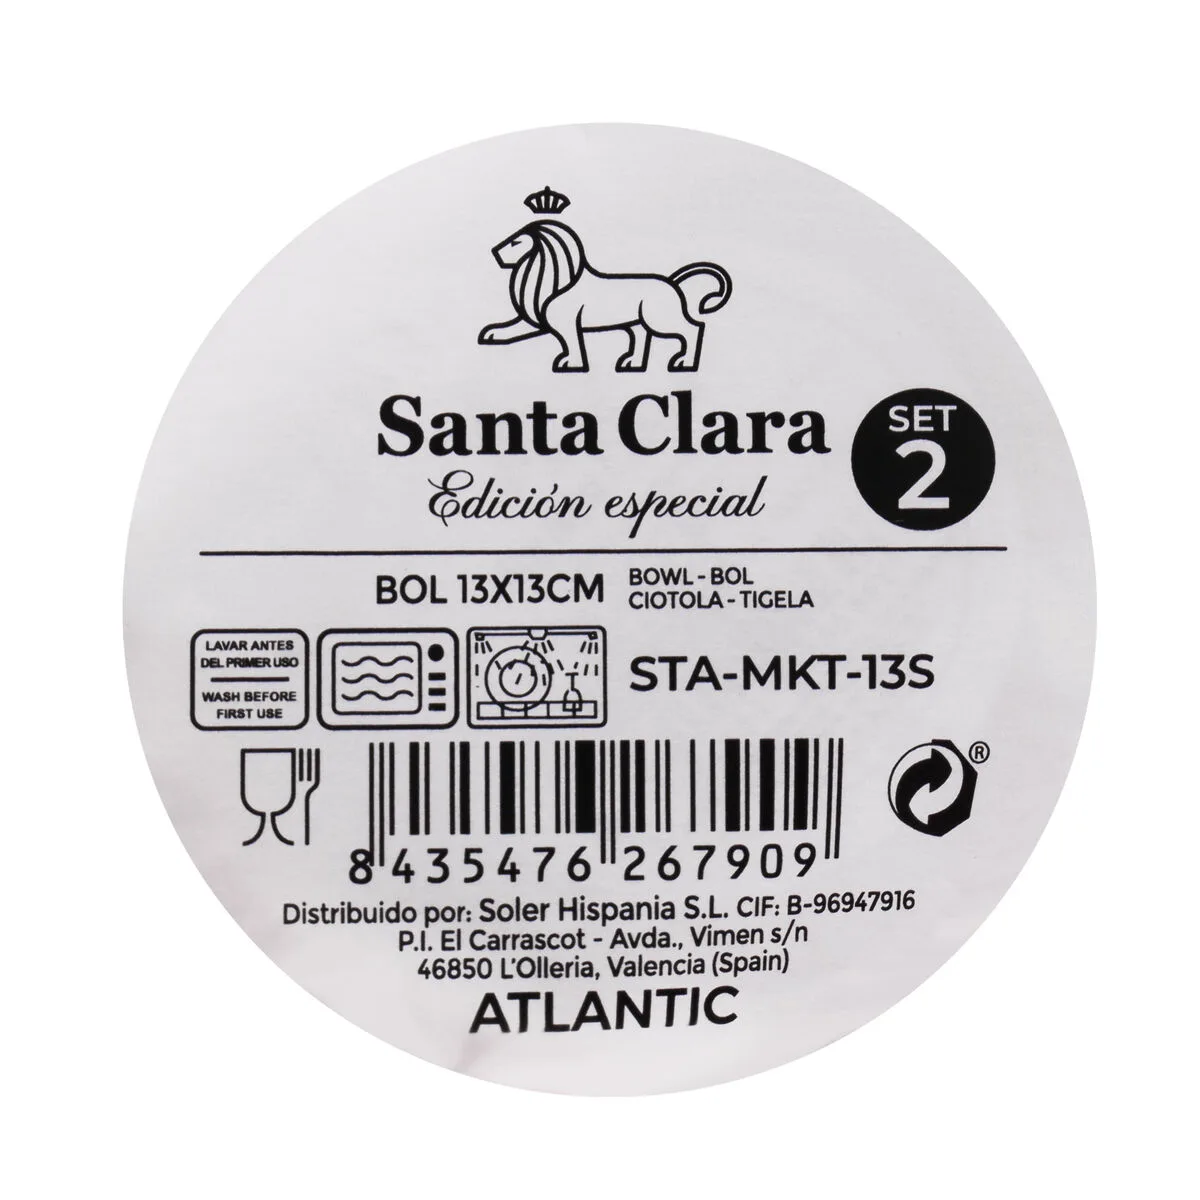 Santa Clara
Edición especial
SET
2
BOL 13X13CM
BOWL - BOL
CIOTOLA - TIGELA
LAVAR ANTES
DEL PRIMER USO
WASH BEFORE
FIRST USE
STA-MKT-13S
®
8 435476 267909
Distribuido por: Soler Hispania S.L. CIF: B-96947916
P.I. El Carrascot - Avda., Vimen s/n
46850 L'Olleria, Valencia (Spain)
ATLANTIC